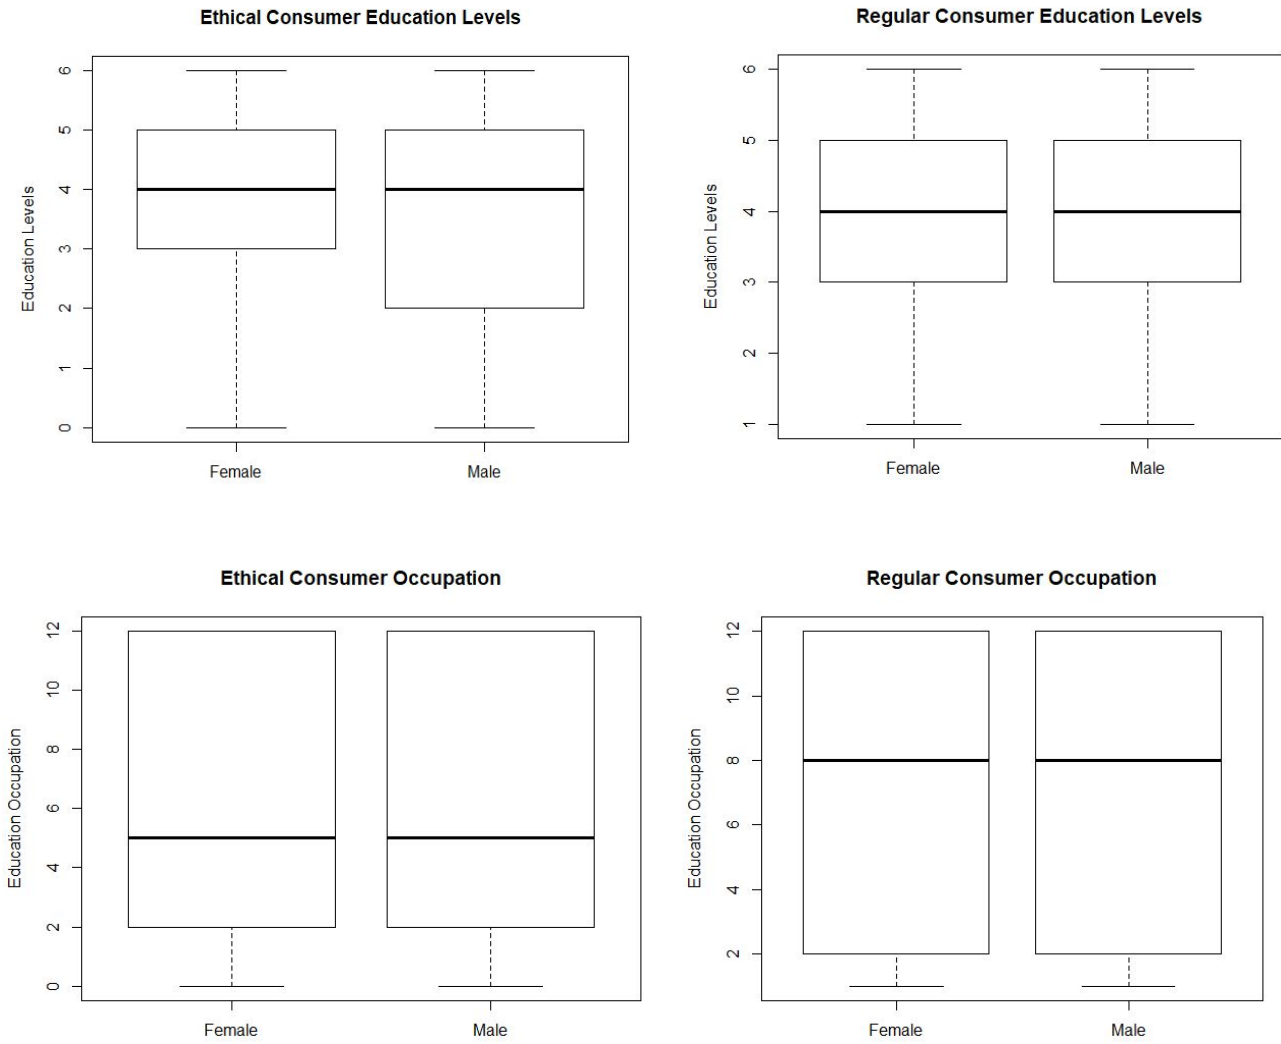 Ethical Consumer Education Levels
Education Levels
6
5
4
3
2
1
0
Female Male
Regular Consumer Education Levels
Education Levels
6
5
4
3
2
1
Female Male
Ethical Consumer Occupation
Education Occupation
12
10
8
6
4
2
0
Female Male
Regular Consumer Occupation
Education Occupation
12
10
8
6
4
2
Female Male